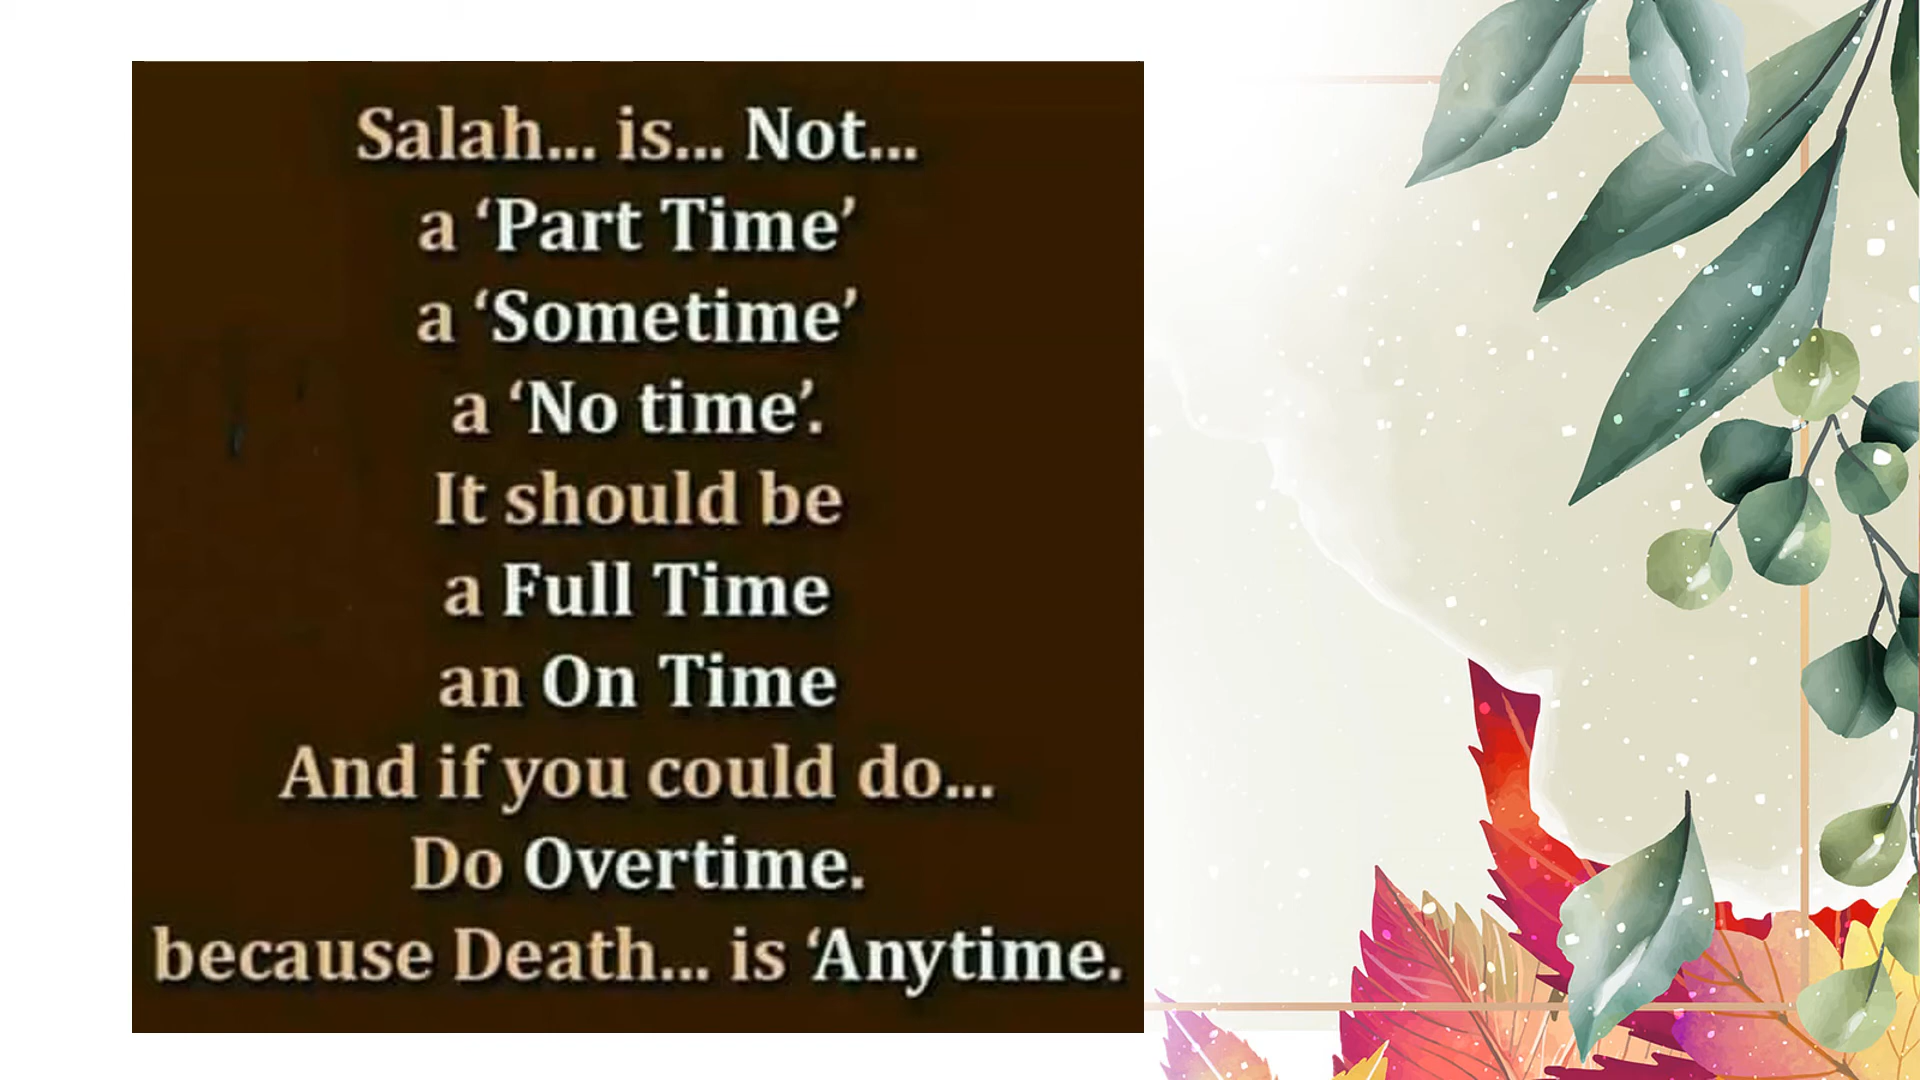 Salah... is... Not...
a ‘Part Time’
a ‘Sometime’
a ‘No time’.
It should be
a Full Time
an On Time
And if you could do...
Do Overtime.
because Death... is ‘Anytime.